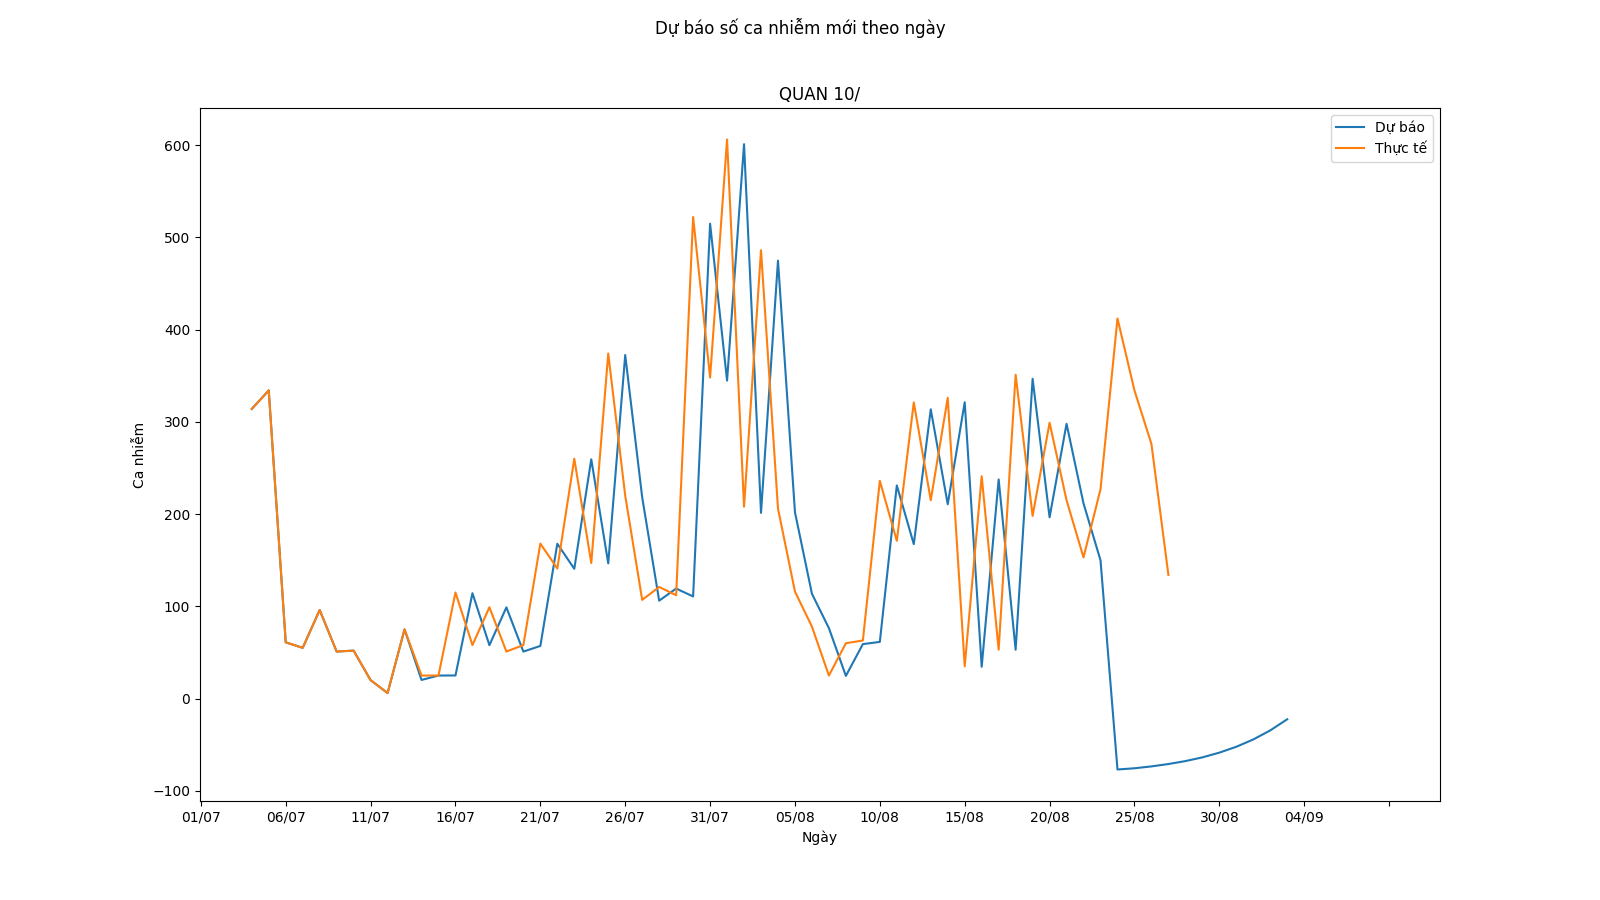 Dự báo số ca nhiễm mới theo ngày
QUAN 10/
Dự báo
Thực tế
600
500
400
300
200
100
0
−100
Ca nhiễm
01/07 06/07 11/07 16/07 21/07 26/07 31/07 05/08 10/08 15/08 20/08 25/08 30/08 04/09
Ngày